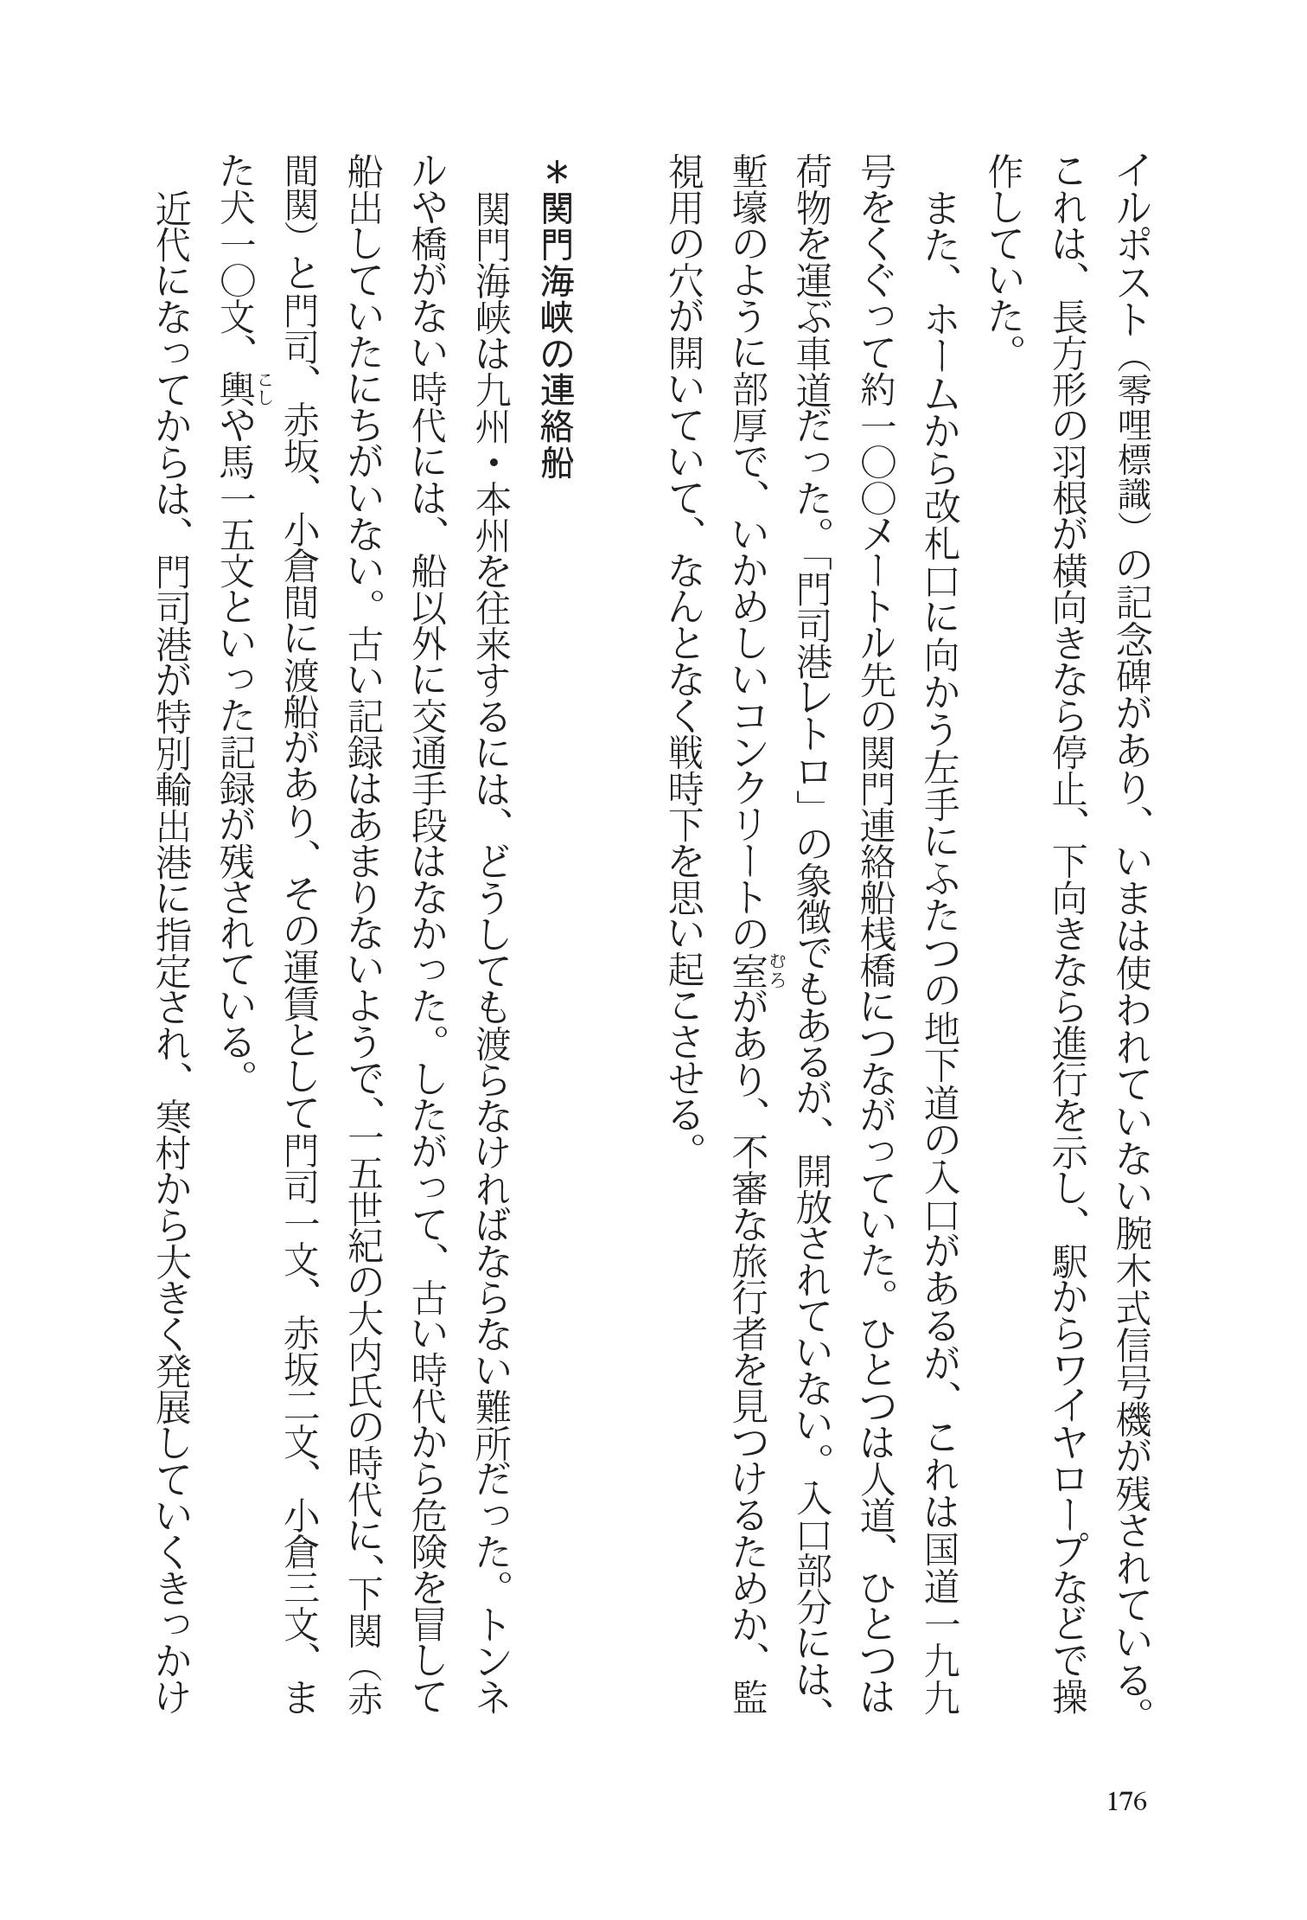 イルポスト（零哩標識）の記念碑があり、いまは使われていない腕木式信号機が残されている。
これは、長方形の羽根が横向きなら停止、下向きなら進行を示し、駅からワイヤロープなどで操
作していた。
また、ホームから改札口に向かう左手にふたつの地下道の入口があるが、これは国道一九九
号をくぐって約一〇〇メートル先の関門連絡船桟橋につながっていた。ひとつは人道、ひとつは
荷物を運ぶ車道だった。「門司港レトロ」の象徴でもあるが、開放されていない。入口部分には、
塹壕のように部厚で、いかめしいコンクリートの室があり、不審な旅行者を見つけるためか、監
むろ
視用の穴が開いていて、なんとなく戦時下を思い起こさせる。
＊関門海峡の連絡船
関門海峡は九州・本州を往来するには、どうしても渡らなければならない難所だった。トンネ
ルや橋がない時代には、船以外に交通手段はなかった。したがって、古い時代から危険を冒して
船出していたにちがいない。古い記録はあまりないようで、一五世紀の大内氏の時代に、下関（赤
間関）と門司、赤坂、小倉間に渡船があり、その運賃として門司一文、赤坂二文、小倉三文、ま
た犬一〇文、輿や馬一五文といった記録が残されている。
こし
近代になってからは、門司港が特別輸出港に指定され、寒村から大きく発展していくきっかけ
176